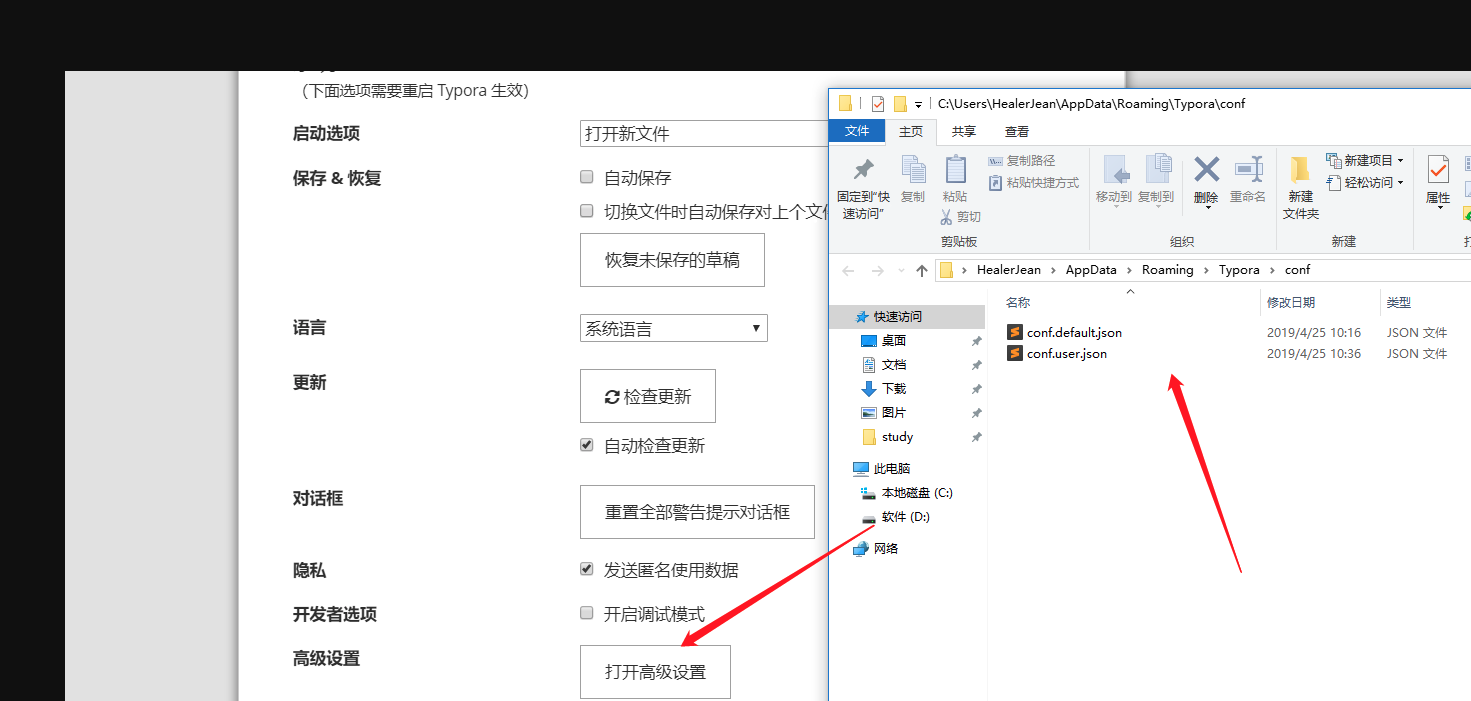 (下面选项需要重启 Typora 生效)
启动选项
打开新文件
保存 & 恢复
自动保存
切换文件时自动保存对上个文
恢复未保存的草稿
语言
系统语言
更新
检查更新
自动检查更新
对话框
重置全部警告提示对话框
隐私
发送匿名使用数据
开发者选项
开启调试模式
高级设置
打开高级设置
C:\Users\HealerJean\AppData\Roaming\Typora\conf
文件 主页 共享 查看
固定到"快速访问"
复制
粘贴
复制路径
粘贴快捷方式
剪切
剪贴板
移动到
复制到
删除
重命名
组织
新建
文件夹
新建项目
轻松访问
新建
属性
HealerJean > AppData > Roaming > Typora > conf
名称 修改日期 类型
conf.default.json 2019/4/25 10:16 JSON 文件
conf.user.json 2019/4/25 10:36 JSON 文件
快速访问
桌面
文档
下载
图片
study
此电脑
本地磁盘 (C:)
软件 (D:)
网络